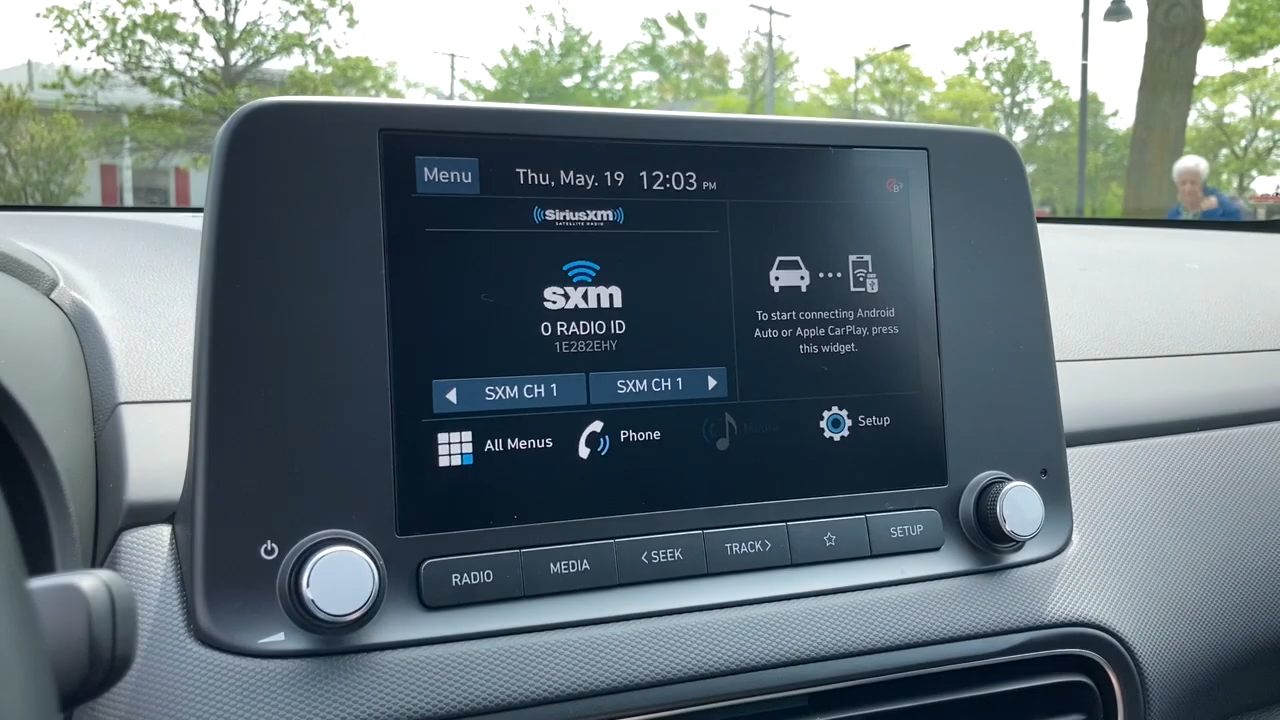 Menu
Thu, May. 19 12:03 PM
((SiriusXM))
SATELLITE RADIO
sxm
0 RADIO ID
1E282EHY
SXM CH 1
SXM CH 1
To start connecting Android
Auto or Apple CarPlay, press
this widget.
All Menus
Phone
Media
Setup
RADIO
MEDIA
< SEEK
TRACK >
SETUP